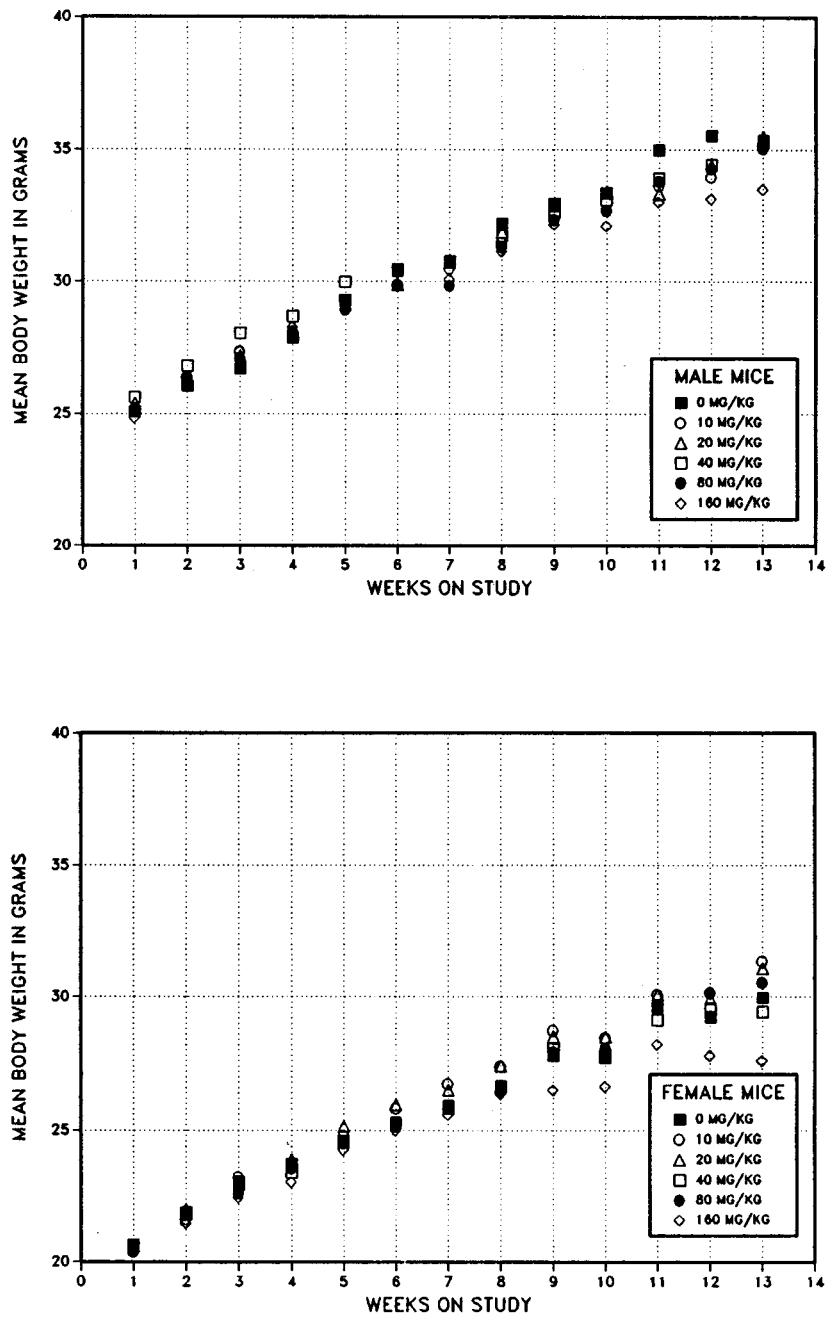 40
35
30
25
20
MEAN BODY WEIGHT IN GRAMS
MALE MICE
0 MG/KG
10 MG/KG
20 MG/KG
40 MG/KG
80 MG/KG
160 MG/KG
0 1 2 3 4 5 6 7 8 9 10 11 12 13 14
WEEKS ON STUDY
40
35
30
25
20
MEAN BODY WEIGHT IN GRAMS
FEMALE MICE
0 MG/KG
10 MG/KG
20 MG/KG
40 MG/KG
80 MG/KG
160 MG/KG
0 1 2 3 4 5 6 7 8 9 10 11 12 13 14
WEEKS ON STUDY